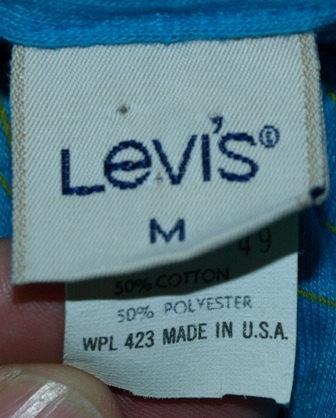 Levi's®
M
49
50% COTTON
50% POLYESTER
WPL 423 MADE IN U.S.A.